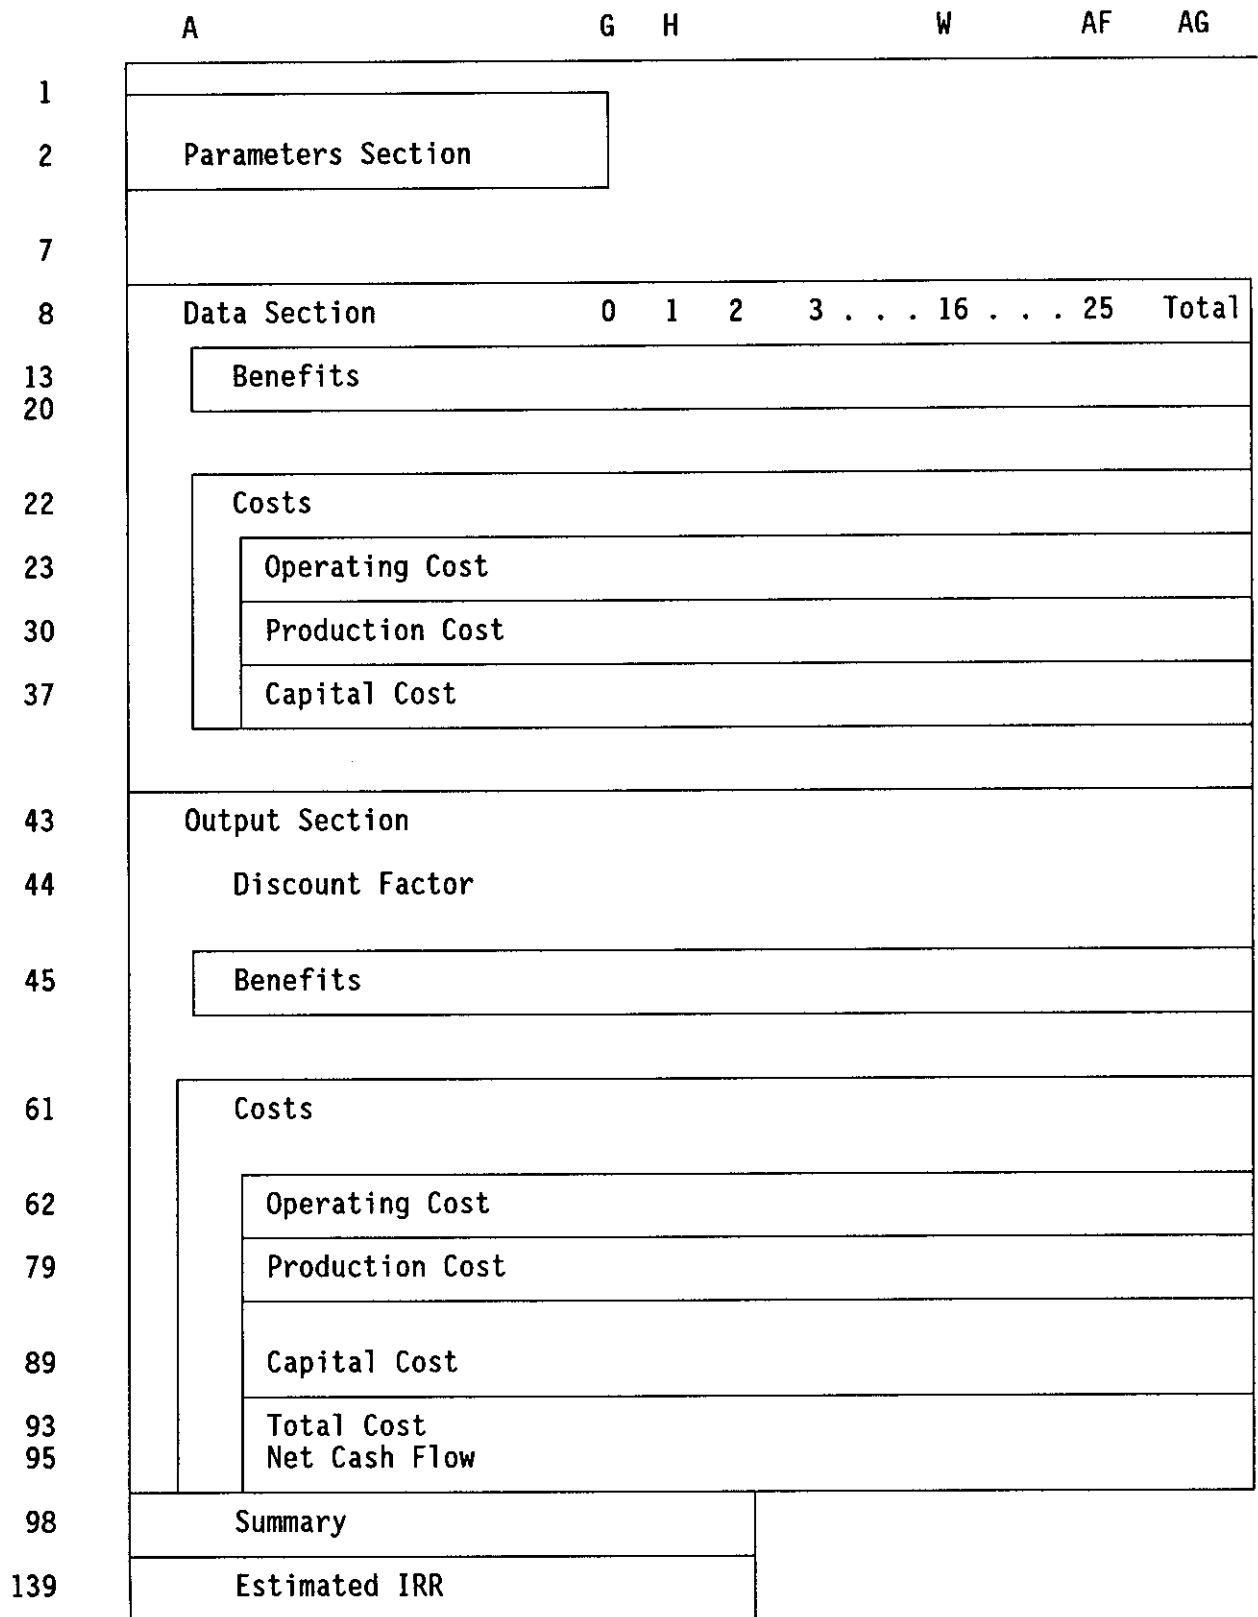 A G H W AF AG
1
2 Parameters Section
7
8 Data Section 0 1 2 3 . . . 16 . . . 25 Total
13 Benefits
20
22 Costs
23 Operating Cost
30 Production Cost
37 Capital Cost
43 Output Section
44 Discount Factor
45 Benefits
61 Costs
62 Operating Cost
79 Production Cost
89 Capital Cost
93 Total Cost
95 Net Cash Flow
98 Summary
139 Estimated IRR